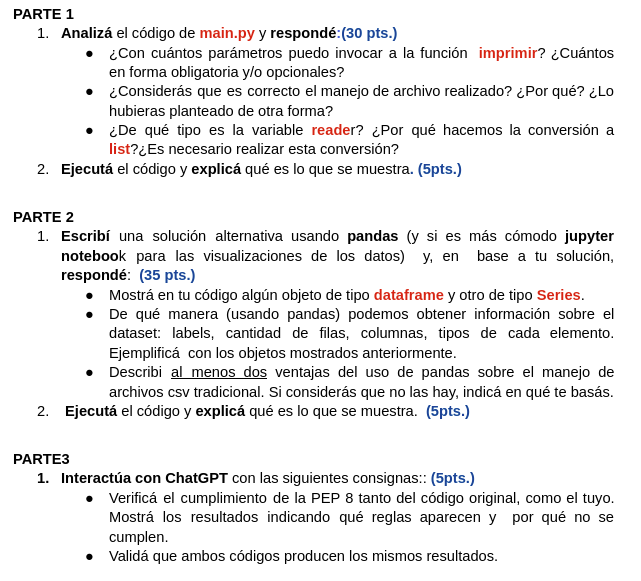 PARTE 1
1. Analizá el código de main.py y respondé:(30 pts.)
● ¿Con cuántos parámetros puedo invocar a la función imprimir? ¿Cuántos
en forma obligatoria y/o opcionales?
● ¿Considerás que es correcto el manejo de archivo realizado? ¿Por qué? ¿Lo
hubieras planteado de otra forma?
● ¿De qué tipo es la variable reader? ¿Por qué hacemos la conversión a
list?¿Es necesario realizar esta conversión?
2. Ejecutá el código y explicá qué es lo que se muestra. (5pts.)
PARTE 2
1. Escribí una solución alternativa usando pandas (y si es más cómodo jupyter
notebook para las visualizaciones de los datos) y, en base a tu solución,
respondé: (35 pts.)
● Mostrá en tu código algún objeto de tipo dataframe y otro de tipo Series.
● De qué manera (usando pandas) podemos obtener información sobre el
dataset: labels, cantidad de filas, columnas, tipos de cada elemento.
Ejemplificá con los objetos mostrados anteriormente.
● Describi al menos dos ventajas del uso de pandas sobre el manejo de
archivos csv tradicional. Si considerás que no las hay, indicá en qué te basás.
2. Ejecutá el código y explicá qué es lo que se muestra. (5pts.)
PARTE3
1. Interactúa con ChatGPT con las siguientes consignas:: (5pts.)
● Verificá el cumplimiento de la PEP 8 tanto del código original, como el tuyo.
Mostrá los resultados indicando qué reglas aparecen y por qué no se
cumplen.
● Validá que ambos códigos producen los mismos resultados.